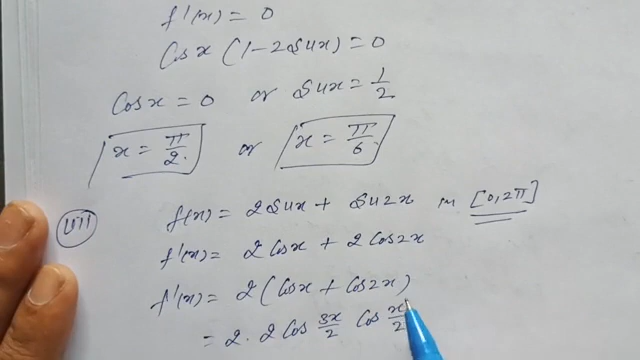 f'(x) = 0
Cos x (1 - 2 Sin x) = 0
Cos x = 0 or Sin x = 1/2
x = π/2. or x = π/6.
VIII f(x) = 2 Sin x + Sin 2x in [0, 2π]
f'(x) = 2 Cos x + 2 Cos 2x
f'(x) = 2 (Cos x + Cos 2x)
= 2. 2 Cos 3x/2 Cos x/2